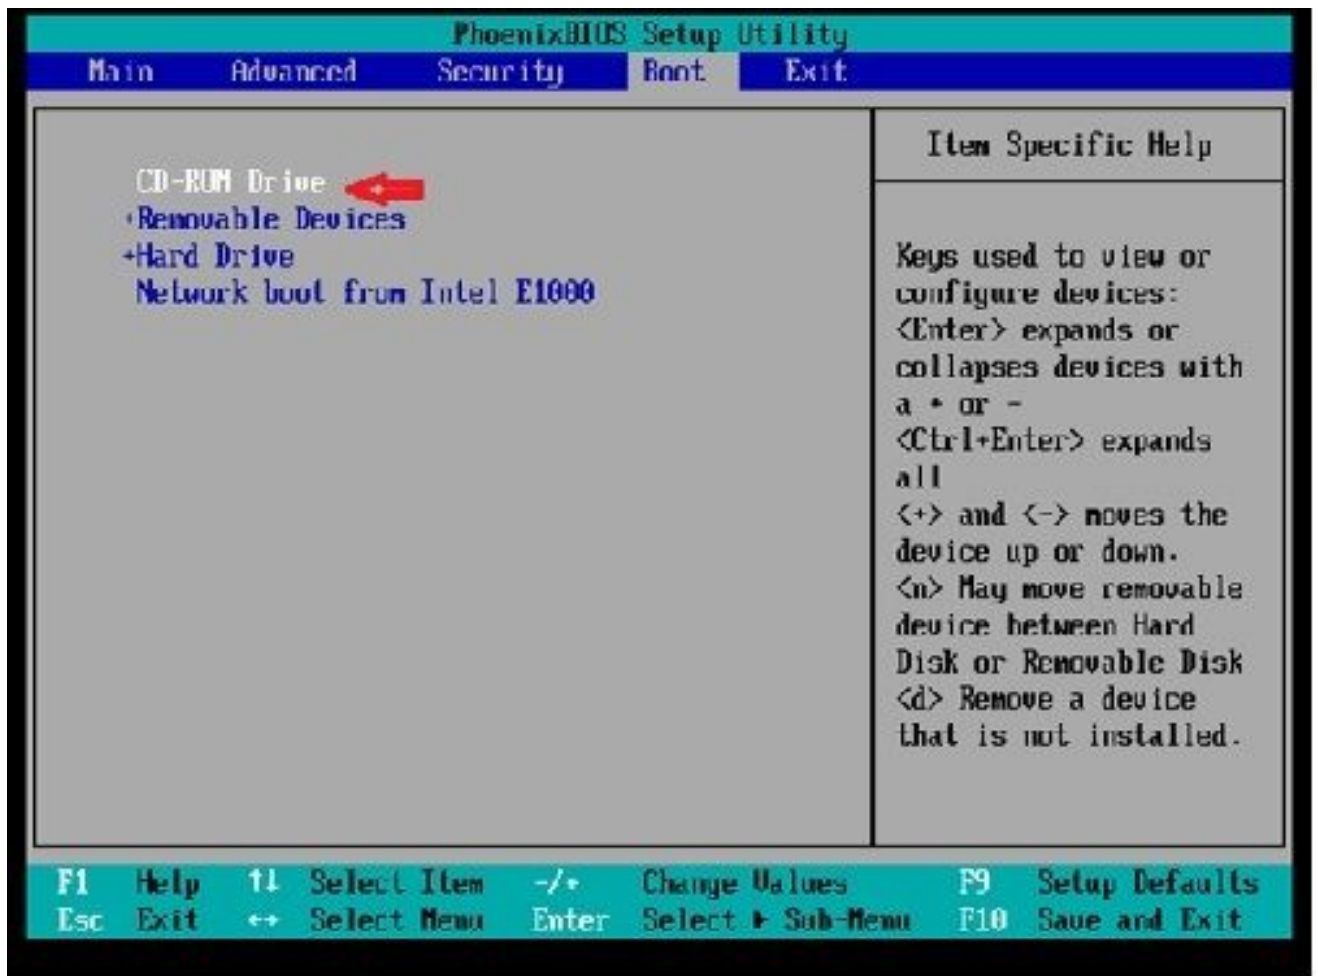 PhoenixBIOS Setup Utility
Main Advanced Security Boot Exit
CD-ROM Drive
+Removable Devices
+Hard Drive
Network boot from Intel E1000
Item Specific Help
Keys used to view or
configure devices:
<Enter> expands or
collapses devices with
a + or -
<Ctrl+Enter> expands
all
<+> and <-> moves the
device up or down.
<n> May move removable
device between Hard
Disk or Removable Disk
<d> Remove a device
that is not installed.
F1 Help ↑↓ Select Item -/+ Change Values F9 Setup Defaults
Esc Exit ↔ Select Menu Enter Select ▶ Sub-Menu F10 Save and Exit